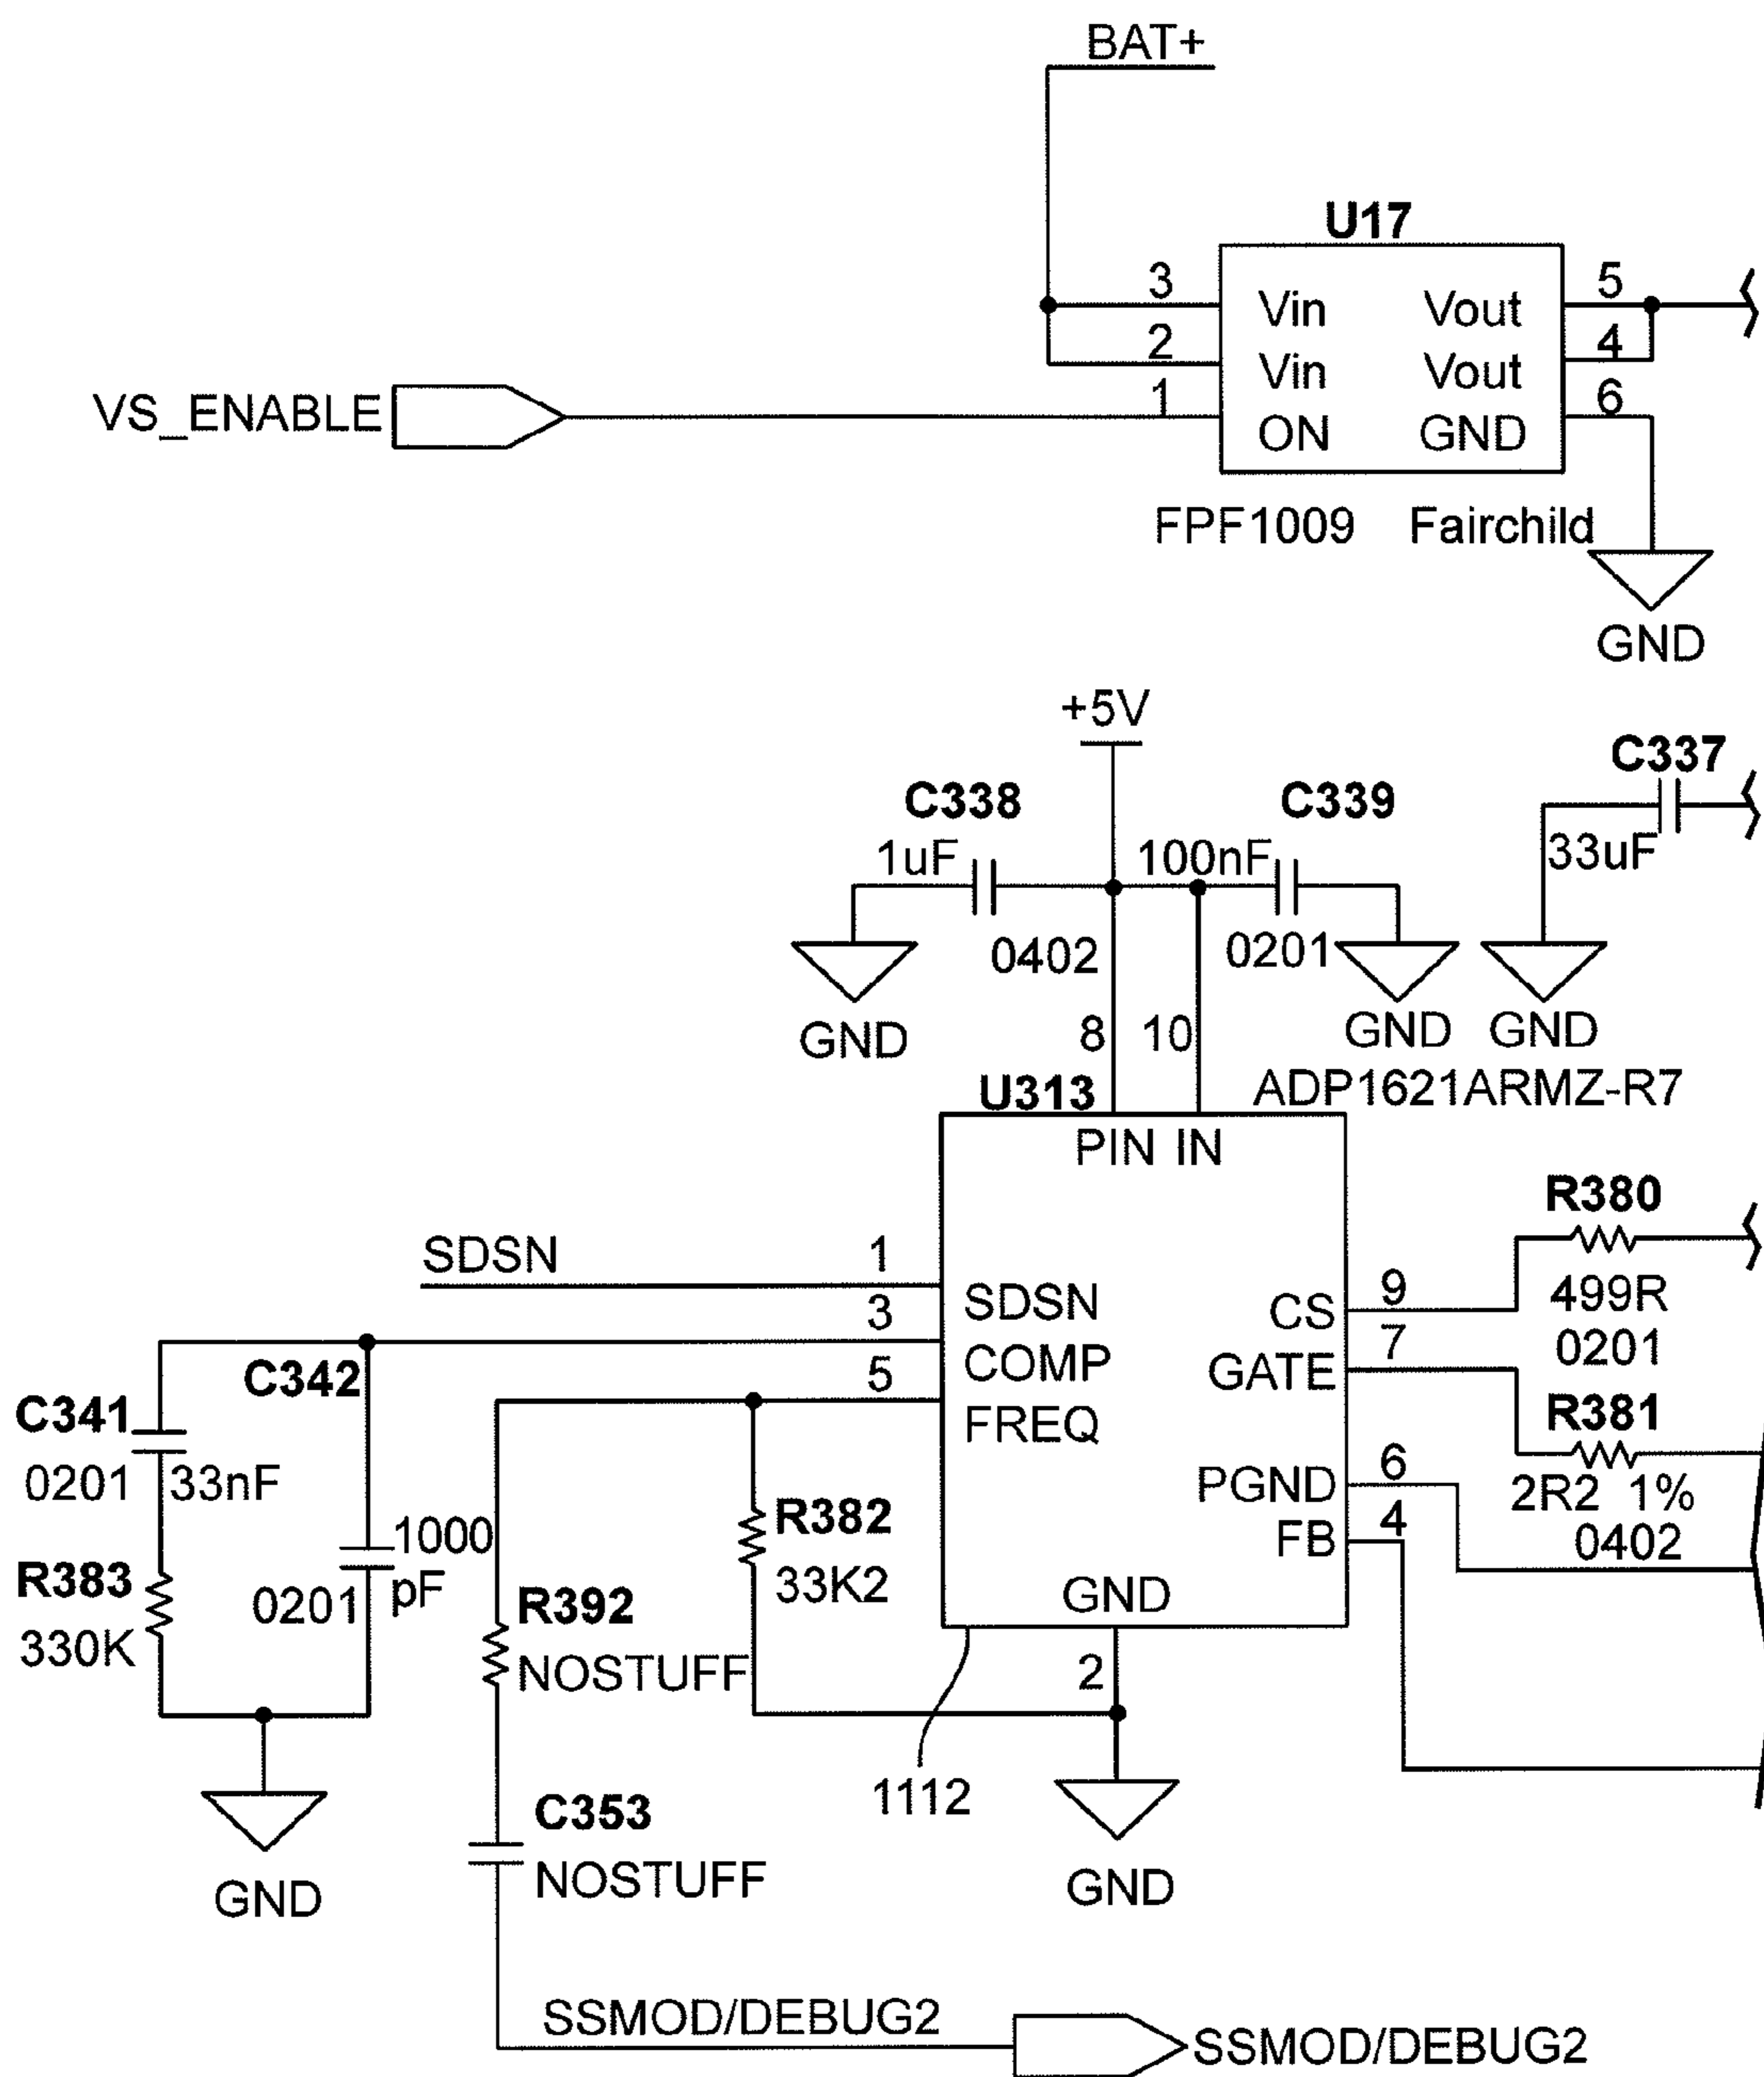 BAT+
U17
3 Vin Vout 5
2 Vin Vout 4
VS_ENABLE 1 ON GND 6
FPF1009 Fairchild
GND
+5V
C337
C338 C339
1uF 100nF 33uF
0402 0201
GND 8 10 GND GND
U313 ADP1621ARMZ-R7
PIN IN
R380
SDSN 1 SDSN CS 9 499R
3 COMP GATE 7 0201
C342 5 FREQ R381
C341
0201 33nF PGND 6 2R2 1%
1000 R382 FB 4 0402
R383 0201 pF 33K2
R392 GND
330K NOSTUFF 2
1112
C353
GND NOSTUFF GND
SSMOD/DEBUG2 SSMOD/DEBUG2